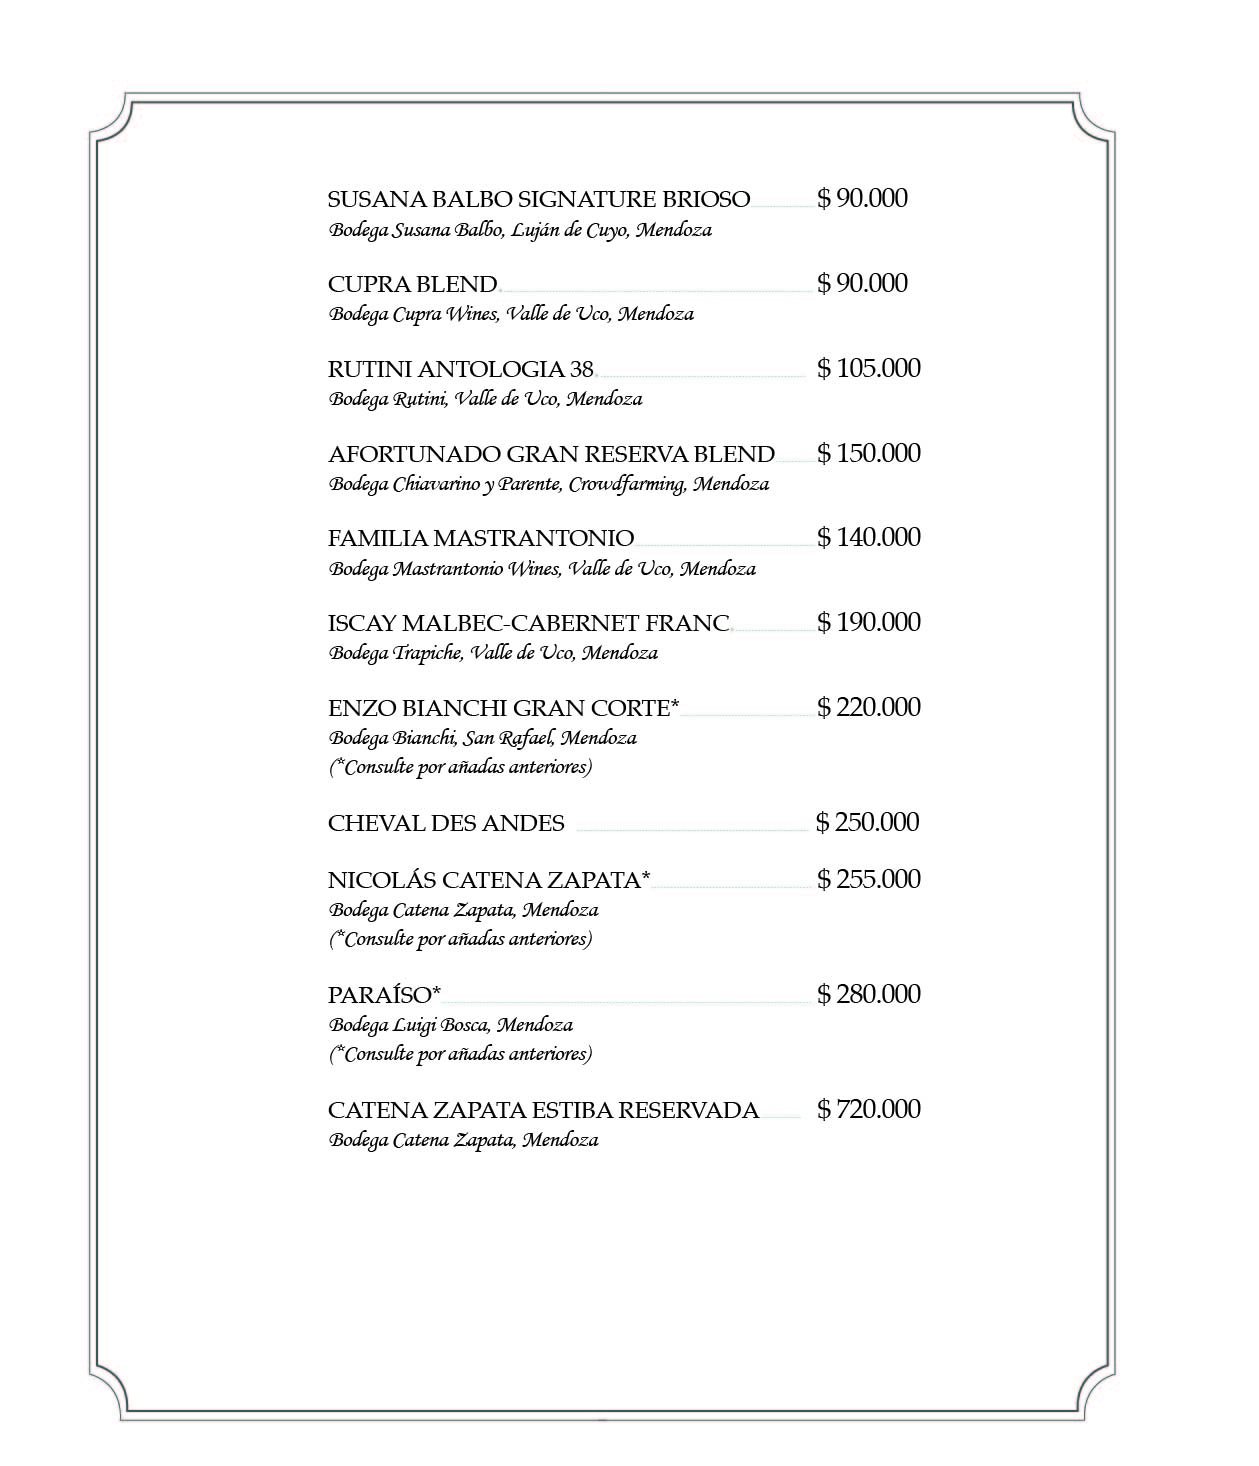 SUSANA BALBO SIGNATURE BRIOSO $ 90.000
Bodega Susana Balbo, Luján de Cuyo, Mendoza
CUPRA BLEND $ 90.000
Bodega Cupra Wines, Valle de Uco, Mendoza
RUTINI ANTOLOGIA 38 $ 105.000
Bodega Rutini, Valle de Uco, Mendoza
AFORTUNADO GRAN RESERVA BLEND $ 150.000
Bodega Chiavarino y Parente, Crowdfarming, Mendoza
FAMILIA MASTRANTONIO $ 140.000
Bodega Mastrantonio Wines, Valle de Uco, Mendoza
ISCAY MALBEC-CABERNET FRANC $ 190.000
Bodega Trapiche, Valle de Uco, Mendoza
ENZO BIANCHI GRAN CORTE* $ 220.000
Bodega Bianchi, San Rafael, Mendoza
(*Consulte por añadas anteriores)
CHEVAL DES ANDES $ 250.000
NICOLÁS CATENA ZAPATA* $ 255.000
Bodega Catena Zapata, Mendoza
(*Consulte por añadas anteriores)
PARAÍSO* $ 280.000
Bodega Luigi Bosca, Mendoza
(*Consulte por añadas anteriores)
CATENA ZAPATA ESTIBA RESERVADA $ 720.000
Bodega Catena Zapata, Mendoza